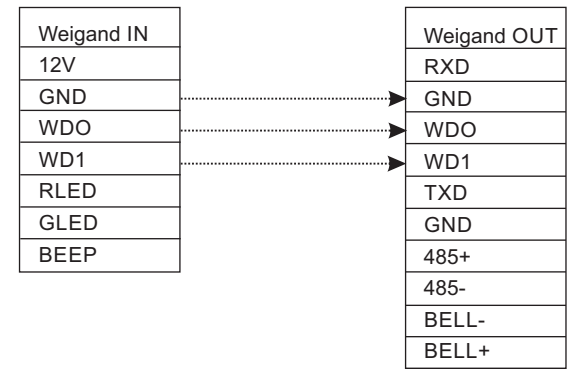 Weigand IN
12V
GND
WDO
WD1
RLED
GLED
BEEP
Weigand OUT
RXD
GND
WDO
WD1
TXD
GND
485+
485-
BELL-
BELL+